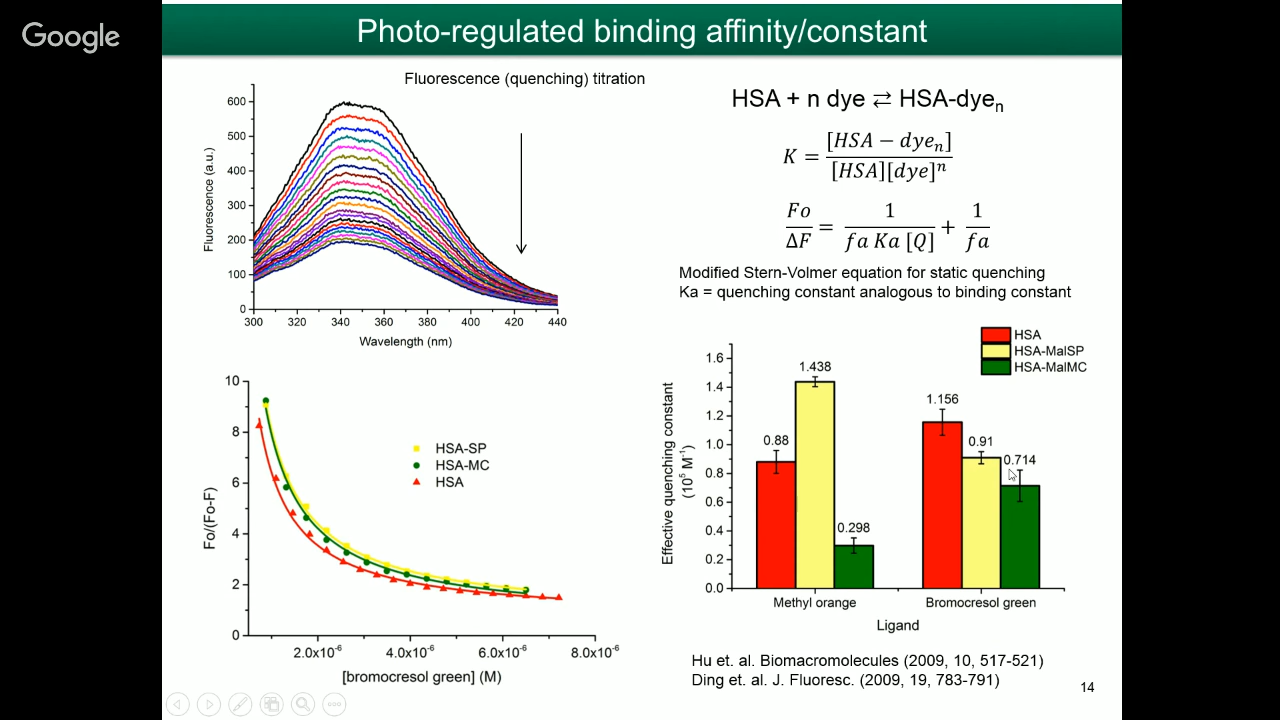 Google
Photo-regulated binding affinity/constant
Fluorescence (quenching) titration
600
500
400
300
200
100
0
300 320 340 360 380 400 420 440
Fluorescence (a.u.)
Wavelength (nm)
HSA + n dye ⇄ HSA-dyeₙ
K = [HSA − dyeₙ] / [HSA][dye]ⁿ
Fo/ΔF = 1/(fa Ka [Q]) + 1/fa
Modified Stern-Volmer equation for static quenching
Ka = quenching constant analogous to binding constant
10
8
6
4
2
0
2.0x10⁻⁶ 4.0x10⁻⁶ 6.0x10⁻⁶ 8.0x10⁻⁶
Fo/(Fo-F)
[bromocresol green] (M)
HSA-SP
HSA-MC
HSA
HSA
HSA-MalSP
HSA-MalMC
1.6
1.4
1.2
1.0
0.8
0.6
0.4
0.2
0.0
Effective quenching constant
(10⁵ M⁻¹)
0.88
1.438
0.298
1.156
0.91
0.714
Methyl orange Bromocresol green
Ligand
Hu et. al. Biomacromolecules (2009, 10, 517-521)
Ding et. al. J. Fluoresc. (2009, 19, 783-791)
14